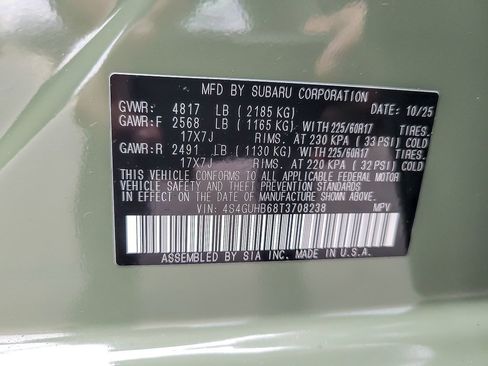 MFD BY SUBARU CORPORATION
GVWR: 4817 LB ( 2185 KG) DATE: 10/25
GAWR:F 2568 LB ( 1165 KG) WITH 225/60R17 TIRES.
17X7J RIMS. AT 230 KPA ( 33 PSI) COLD
GAWR:R 2491 LB ( 1130 KG) WITH 225/60R17 TIRES.
17X7J RIMS. AT 220 KPA ( 32 PSI) COLD
THIS VEHICLE CONFORMS TO ALL APPLICABLE FEDERAL MOTOR
VEHICLE SAFETY AND THEFT PREVENTION STANDARDS
IN EFFECT ON THE DATE OF MANUFACTURE SHOWN ABOVE.
VIN: 4S4GUHB68T3708238 MPV
ASSEMBLED BY SIA INC. MADE IN U.S.A.